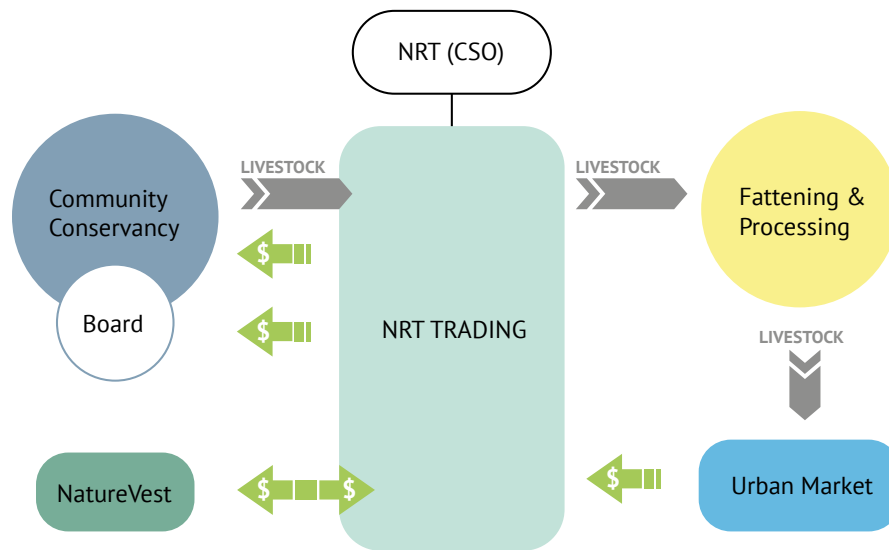 NRT (CSO)
LIVESTOCK
LIVESTOCK
Community
Conservancy
Fattening &
Processing
$
Board
$
NRT TRADING
LIVESTOCK
NatureVest
$ $
$
Urban Market